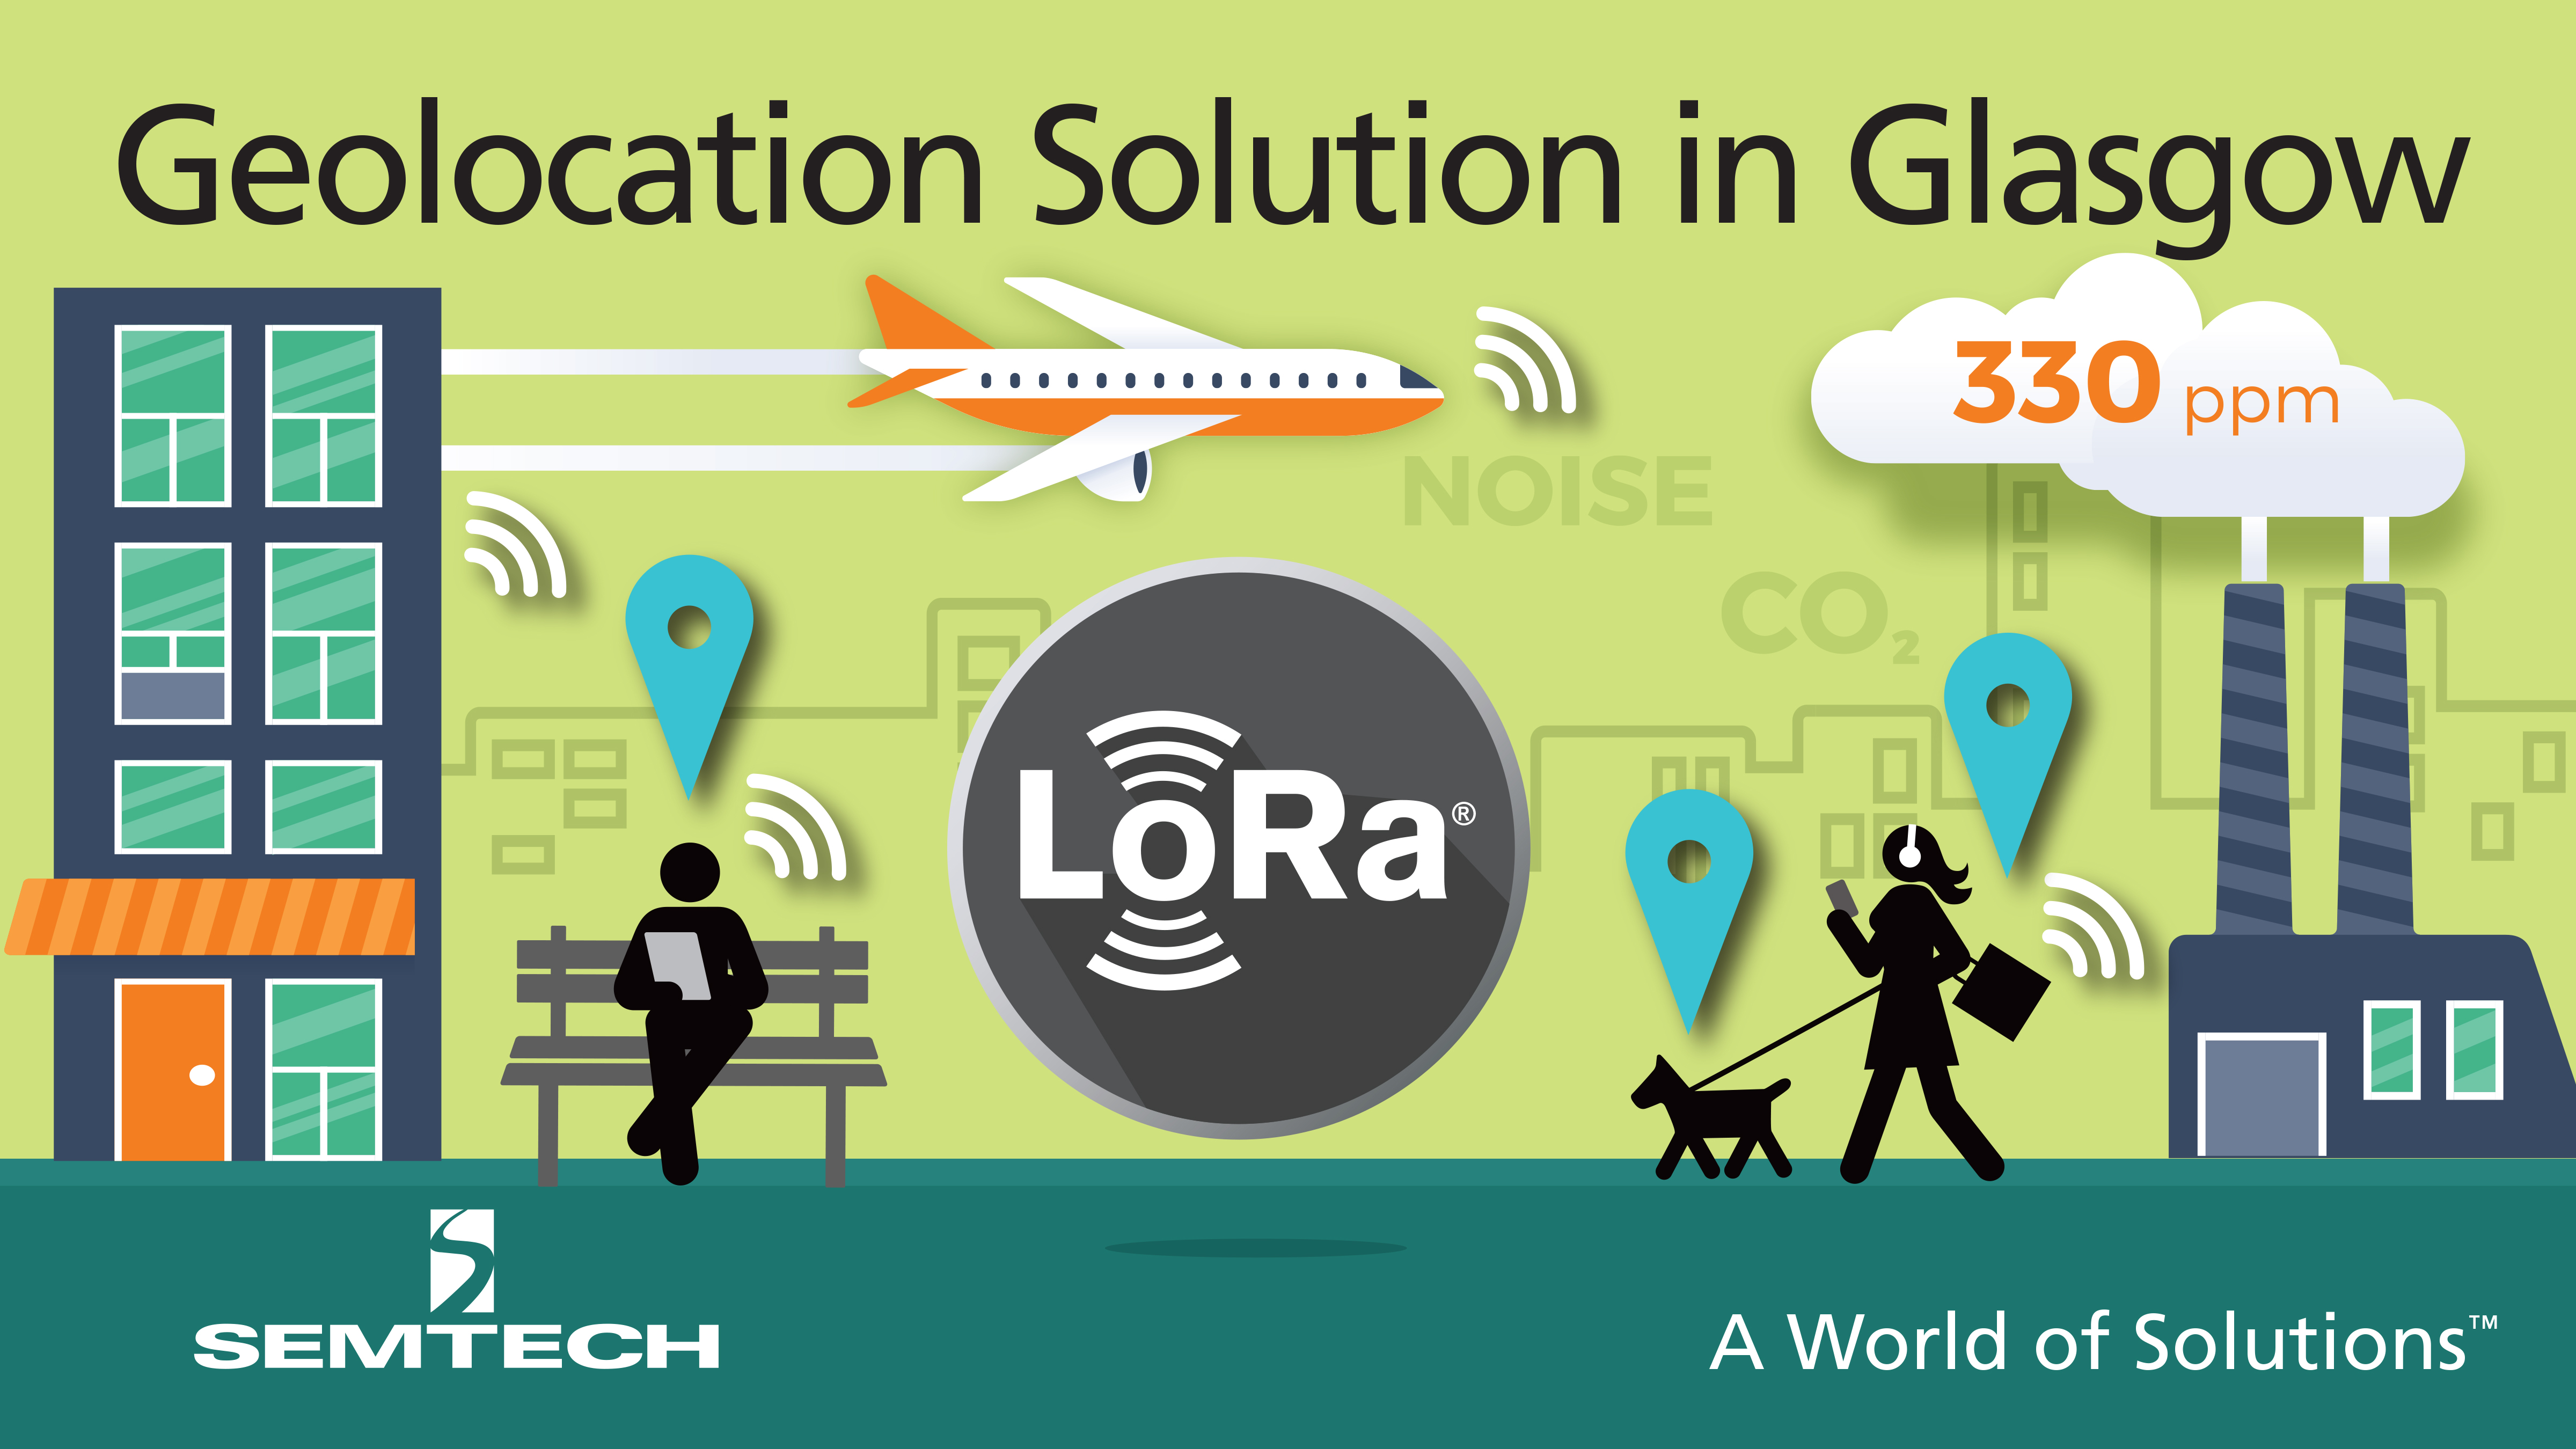 Geolocation Solution in Glasgow
330 ppm
NOISE
CO₂
LoRa®
SEMTECH
A World of Solutions™